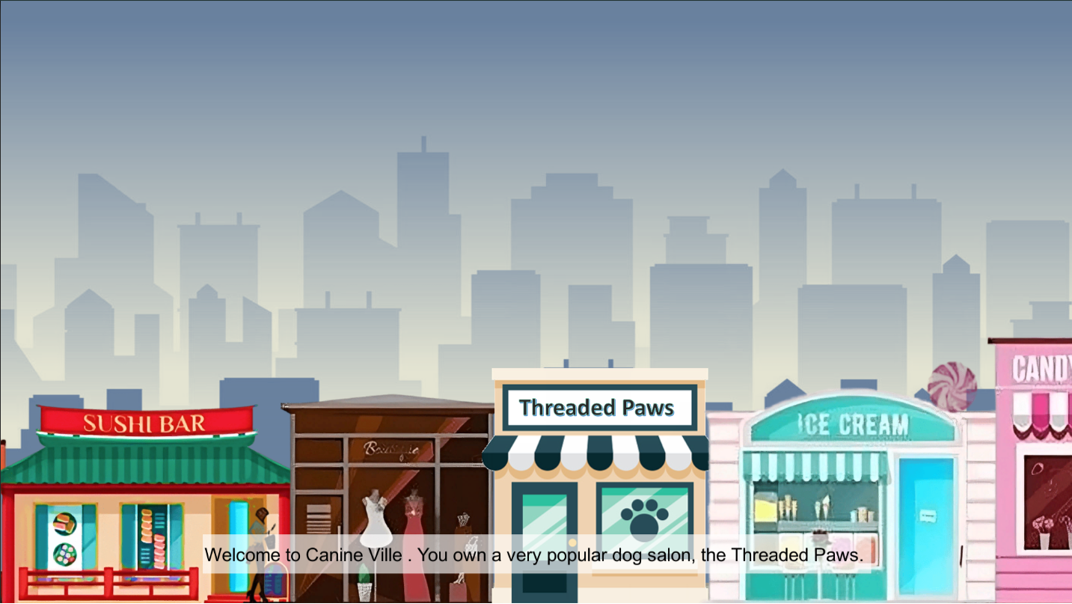 Threaded Paws
CANDY
SUSHI BAR
ICE CREAM
Boutique
Welcome to Canine Ville . You own a very popular dog salon, the Threaded Paws.